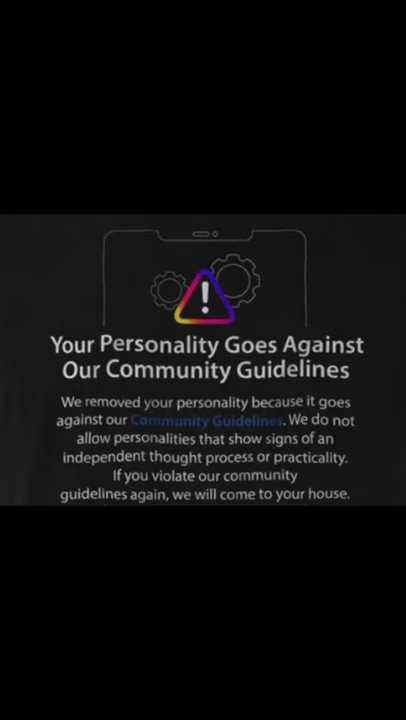 Your Personality Goes Against
Our Community Guidelines
We removed your personality because it goes
against our Community Guidelines. We do not
allow personalities that show signs of an
independent thought process or practicality.
If you violate our community
guidelines again, we will come to your house.